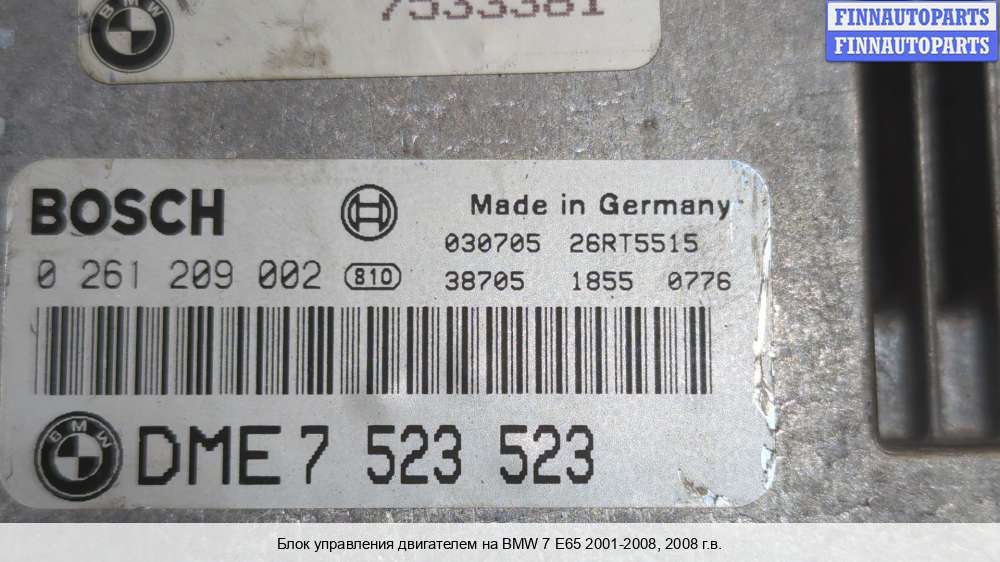 7533381
FINNAUTOPARTS
FINNAUTOPARTS
BOSCH
Made in Germany
030705 26RT5515
0 261 209 002 810
38705 1855 0776
BMW
DME 7 523 523
Блок управления двигателем на BMW 7 E65 2001-2008, 2008 г.в.